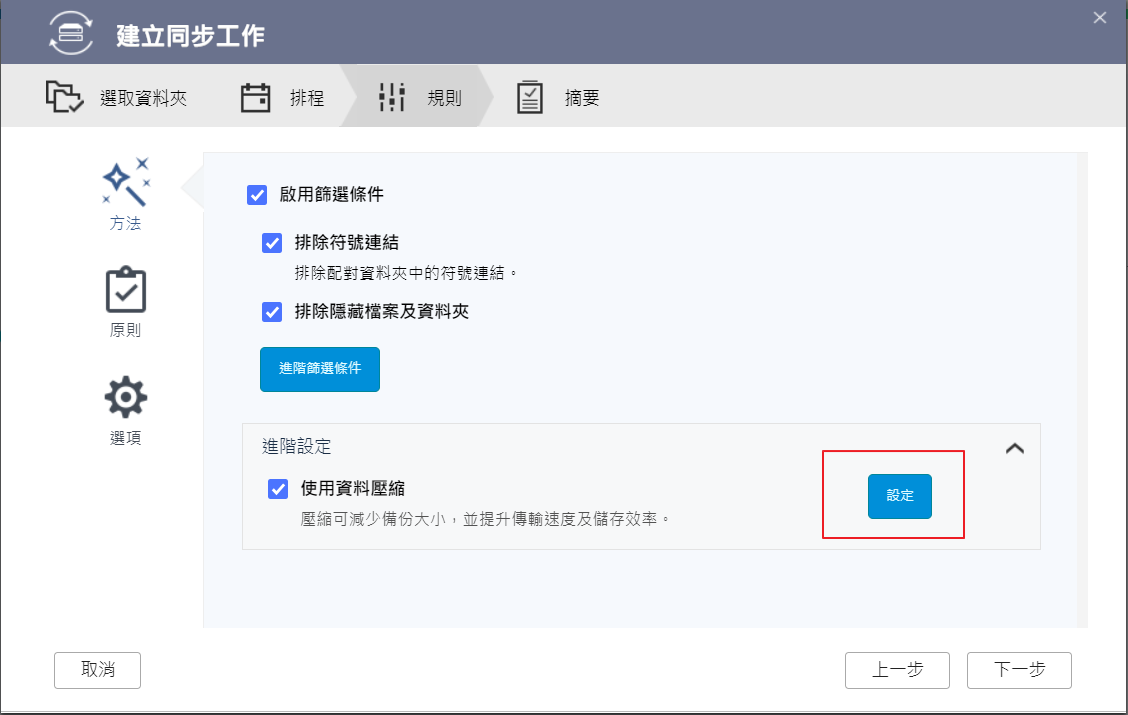 建立同步工作
選取資料夾
排程
規則
摘要
方法
原則
選項
啟用篩選條件
排除符號連結
排除配對資料夾中的符號連結。
排除隱藏檔案及資料夾
進階篩選條件
進階設定
使用資料壓縮
壓縮可減少備份大小，並提升傳輸速度及儲存效率。
設定
取消
上一步
下一步